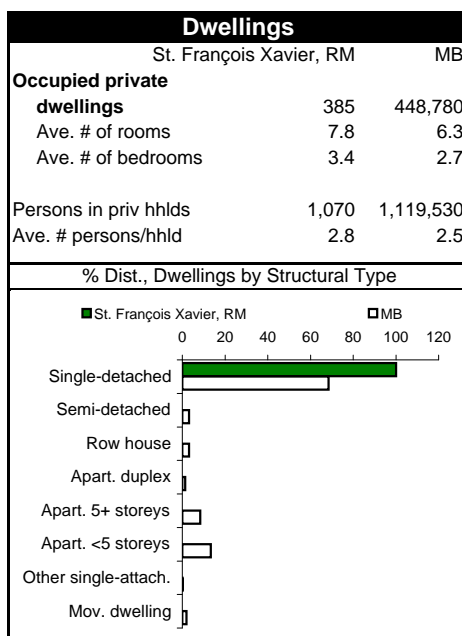 Dwellings
St. François Xavier, RM MB
Occupied private
dwellings 385 448,780
Ave. # of rooms 7.8 6.3
Ave. # of bedrooms 3.4 2.7
Persons in priv hhlds 1,070 1,119,530
Ave. # persons/hhld 2.8 2.5
% Dist., Dwellings by Structural Type
St. François Xavier, RM MB
0 20 40 60 80 100 120
Single-detached
Semi-detached
Row house
Apart. duplex
Apart. 5+ storeys
Apart. <5 storeys
Other single-attach.
Mov. dwelling